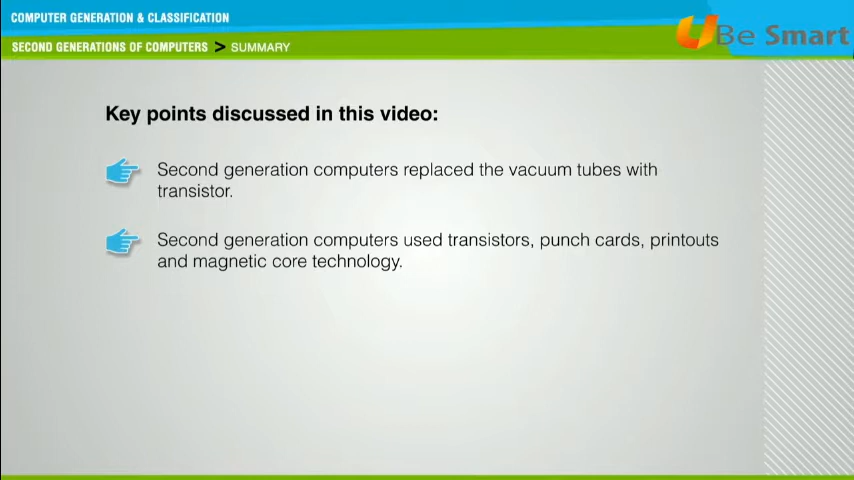 COMPUTER GENERATION & CLASSIFICATION
SECOND GENERATIONS OF COMPUTERS > SUMMARY
UBe Smart
Key points discussed in this video:
Second generation computers replaced the vacuum tubes with
transistor.
Second generation computers used transistors, punch cards, printouts
and magnetic core technology.